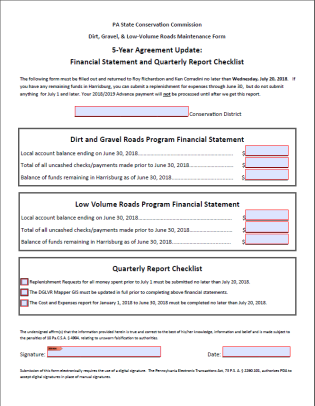 PA State Conservation Commission
Dirt, Gravel, & Low-Volume Roads Maintenance Form
5-Year Agreement Update:
Financial Statement and Quarterly Report Checklist
The following form must be filled out and returned to Roy Richardson and Ken Corradini no later than Wednesday, July 20, 2018. If
you have any remaining funds in Harrisburg, you can submit a replenishment for expenses through June 30, but do not submit
anything for July 1 and later. Your 2018/2019 Advance payment will not be processed until after we get this report.
Conservation District
Dirt and Gravel Roads Program Financial Statement
Local account balance ending on June 30, 2018 $
Total of all uncashed checks/payments made prior to June 30, 2018 $
Balance of funds remaining in Harrisburg as of June 30, 2018 $
Low Volume Roads Program Financial Statement
Local account balance ending on June 30, 2018 $
Total of all uncashed checks/payments made prior to June 30, 2018 $
Balance of funds remaining in Harrisburg as of June 30, 2018 $
Quarterly Report Checklist
Replenishment Requests for all money spent prior to July 1 must be submitted no later than July 20, 2018.
The DGLVR Mapper GIS must be updated in full prior to completing above financial statements.
The Cost and Expenses report for January 1, 2018 to June 30, 2018 must be completed no later than July 20, 2018.
The undersigned affirm(s) that the information provided herein is true and correct to the best of his/her knowledge, information and belief and is made subject to
the penalties of 18 Pa.C.S.A. § 4904, relating to unsworn falsification to authorities.
Signature: Date:
Submission of this form electronically requires the use of a digital signature. The Pennsylvania Electronic Transactions Act, 73 P.S. § 2260.103, authorizes PDA to
accept digital signatures in place of manual signatures.